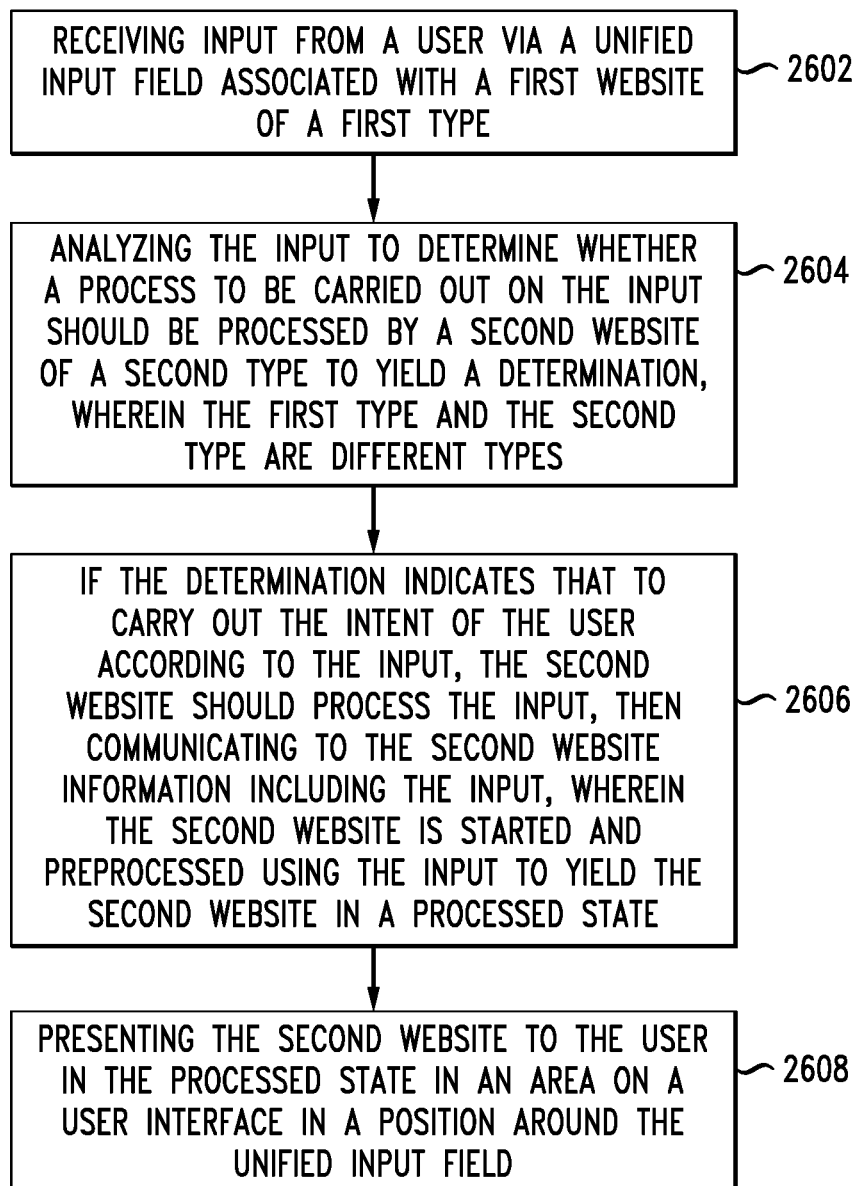 RECEIVING INPUT FROM A USER VIA A UNIFIED
INPUT FIELD ASSOCIATED WITH A FIRST WEBSITE
OF A FIRST TYPE
2602
ANALYZING THE INPUT TO DETERMINE WHETHER
A PROCESS TO BE CARRIED OUT ON THE INPUT
SHOULD BE PROCESSED BY A SECOND WEBSITE
OF A SECOND TYPE TO YIELD A DETERMINATION,
WHEREIN THE FIRST TYPE AND THE SECOND
TYPE ARE DIFFERENT TYPES
2604
IF THE DETERMINATION INDICATES THAT TO
CARRY OUT THE INTENT OF THE USER
ACCORDING TO THE INPUT, THE SECOND
WEBSITE SHOULD PROCESS THE INPUT, THEN
COMMUNICATING TO THE SECOND WEBSITE
INFORMATION INCLUDING THE INPUT, WHEREIN
THE SECOND WEBSITE IS STARTED AND
PREPROCESSED USING THE INPUT TO YIELD THE
SECOND WEBSITE IN A PROCESSED STATE
2606
PRESENTING THE SECOND WEBSITE TO THE USER
IN THE PROCESSED STATE IN AN AREA ON A
USER INTERFACE IN A POSITION AROUND THE
UNIFIED INPUT FIELD
2608